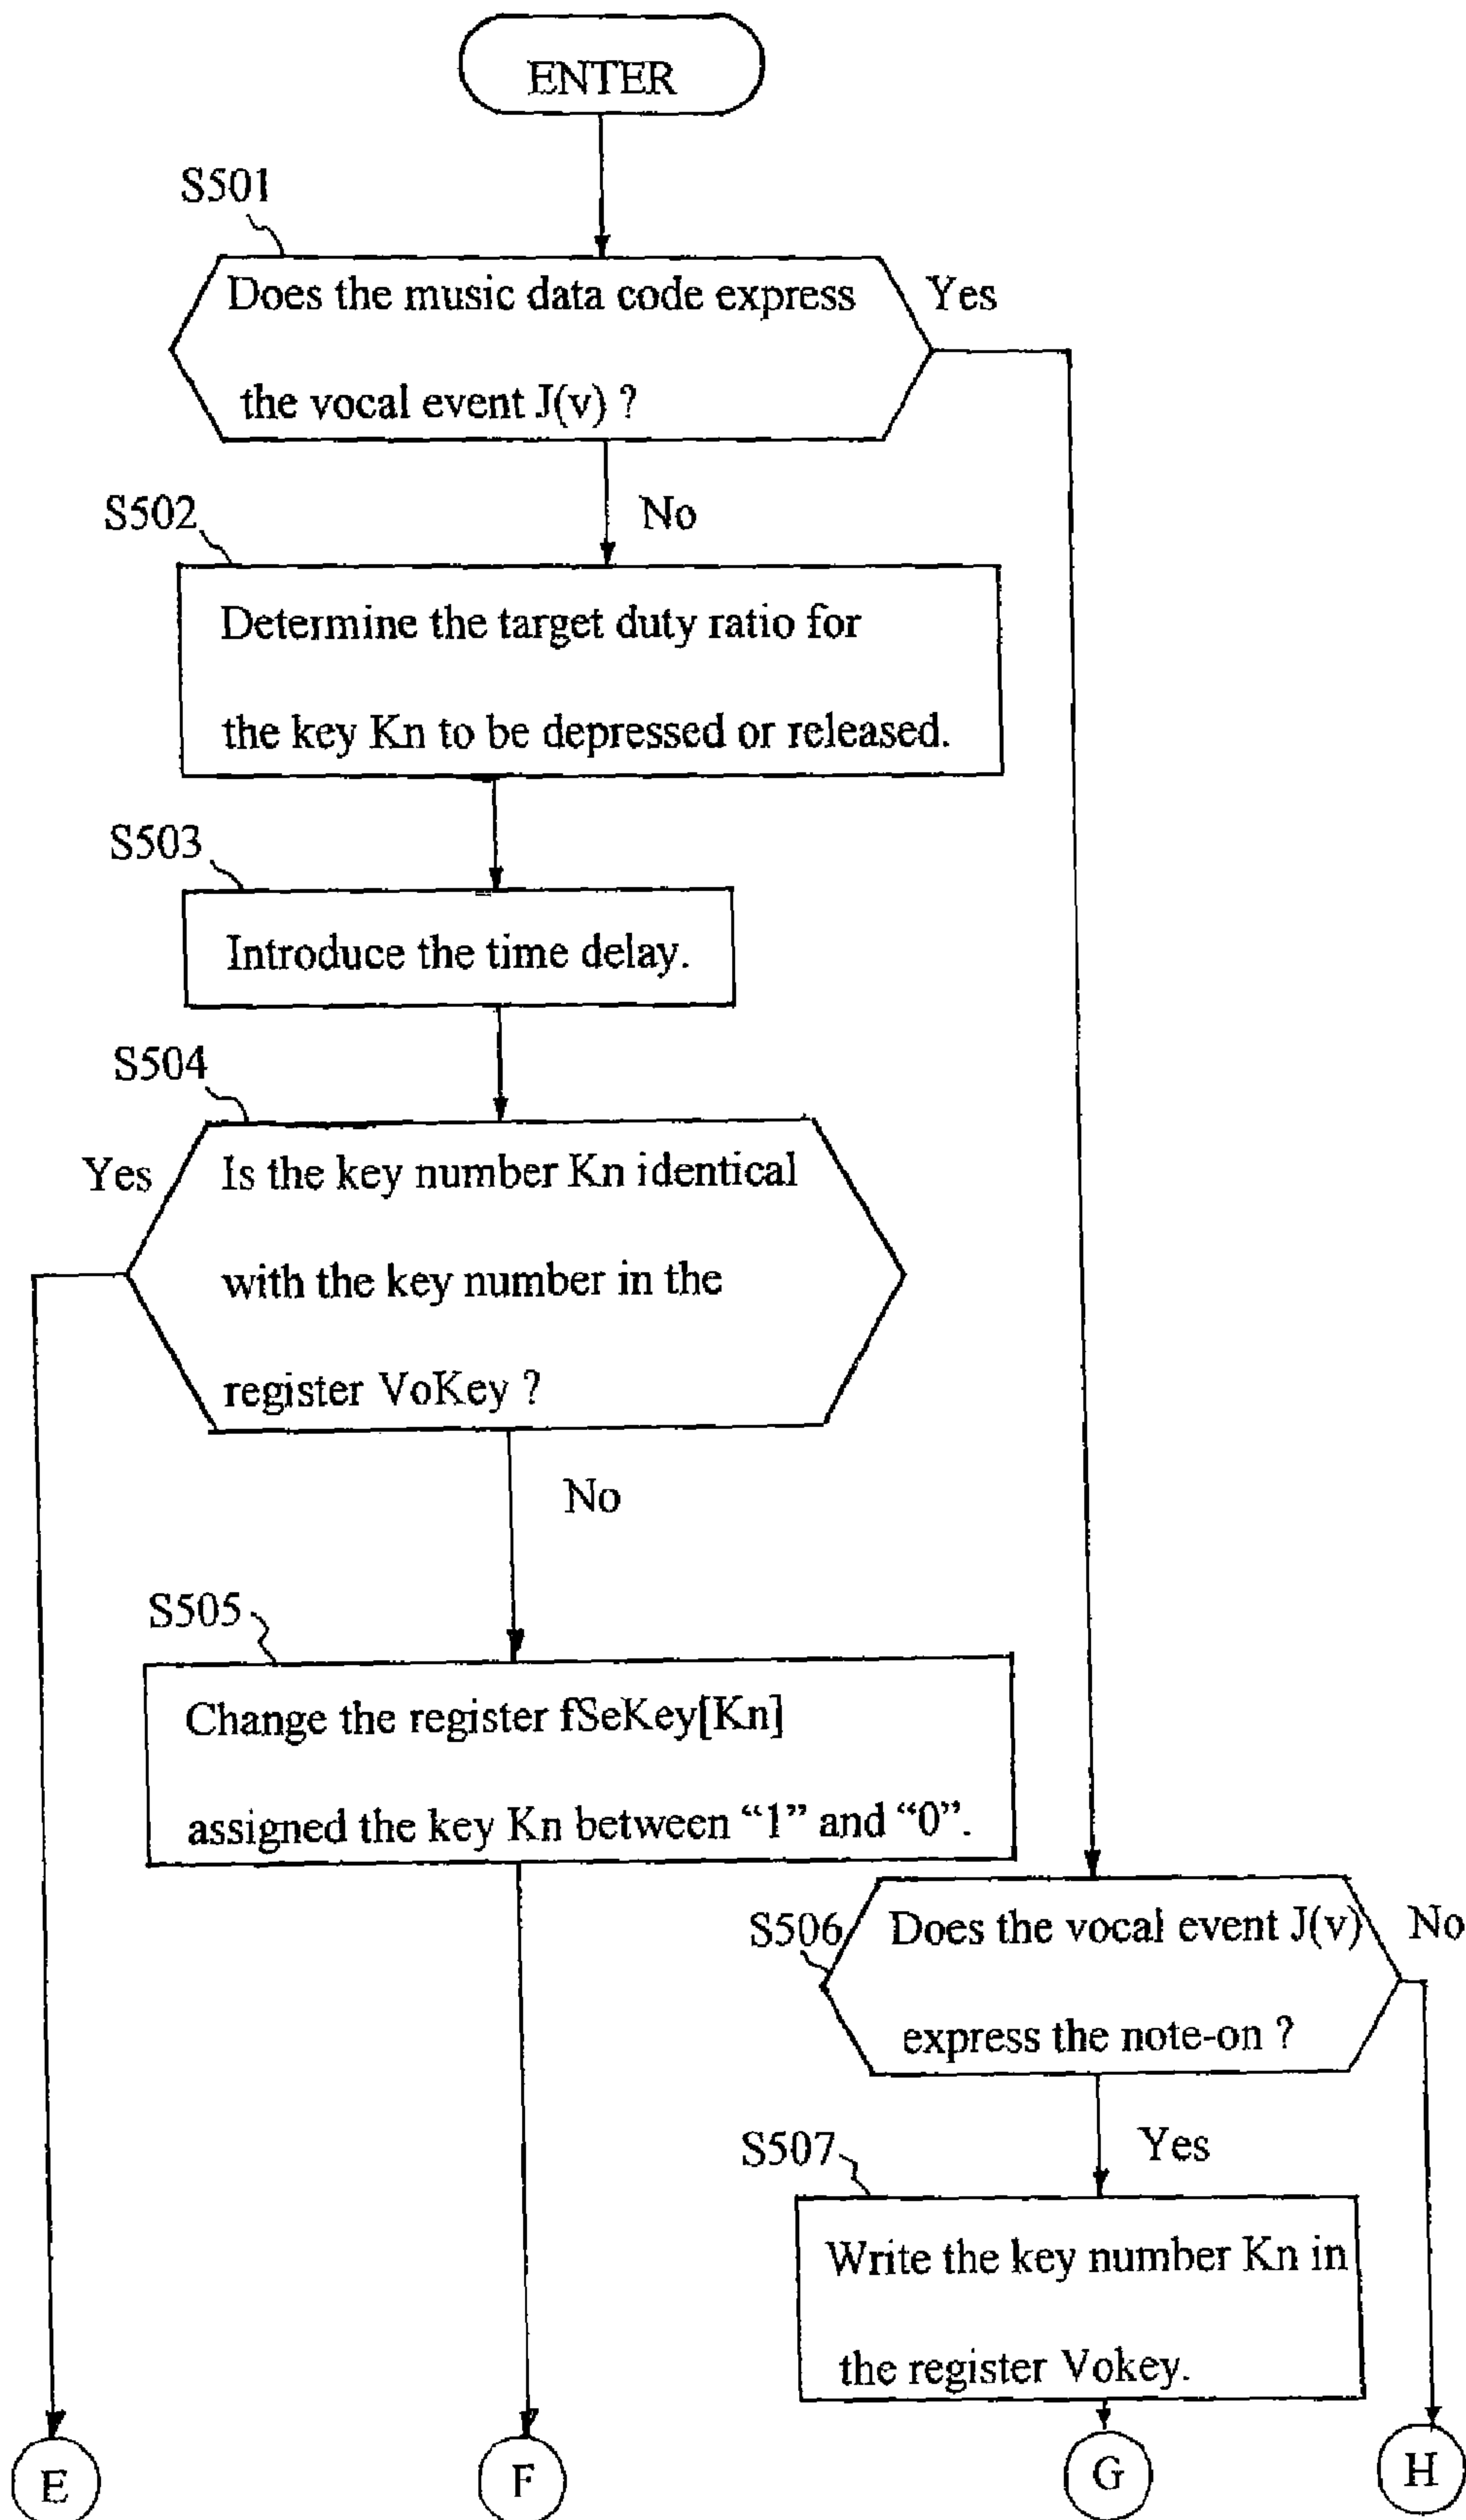 ENTER
S501
Does the music data code express
the vocal event J(v) ?
Yes
No
S502
Determine the target duty ratio for
the key Kn to be depressed or released.
S503
Introduce the time delay.
S504
Yes
Is the key number Kn identical
with the key number in the
register VoKey ?
No
S505
Change the register fSeKey[Kn]
assigned the key Kn between “1” and “0”.
S506
Does the vocal event J(v)
express the note-on ?
No
Yes
S507
Write the key number Kn in
the register Vokey.
E
F
G
H